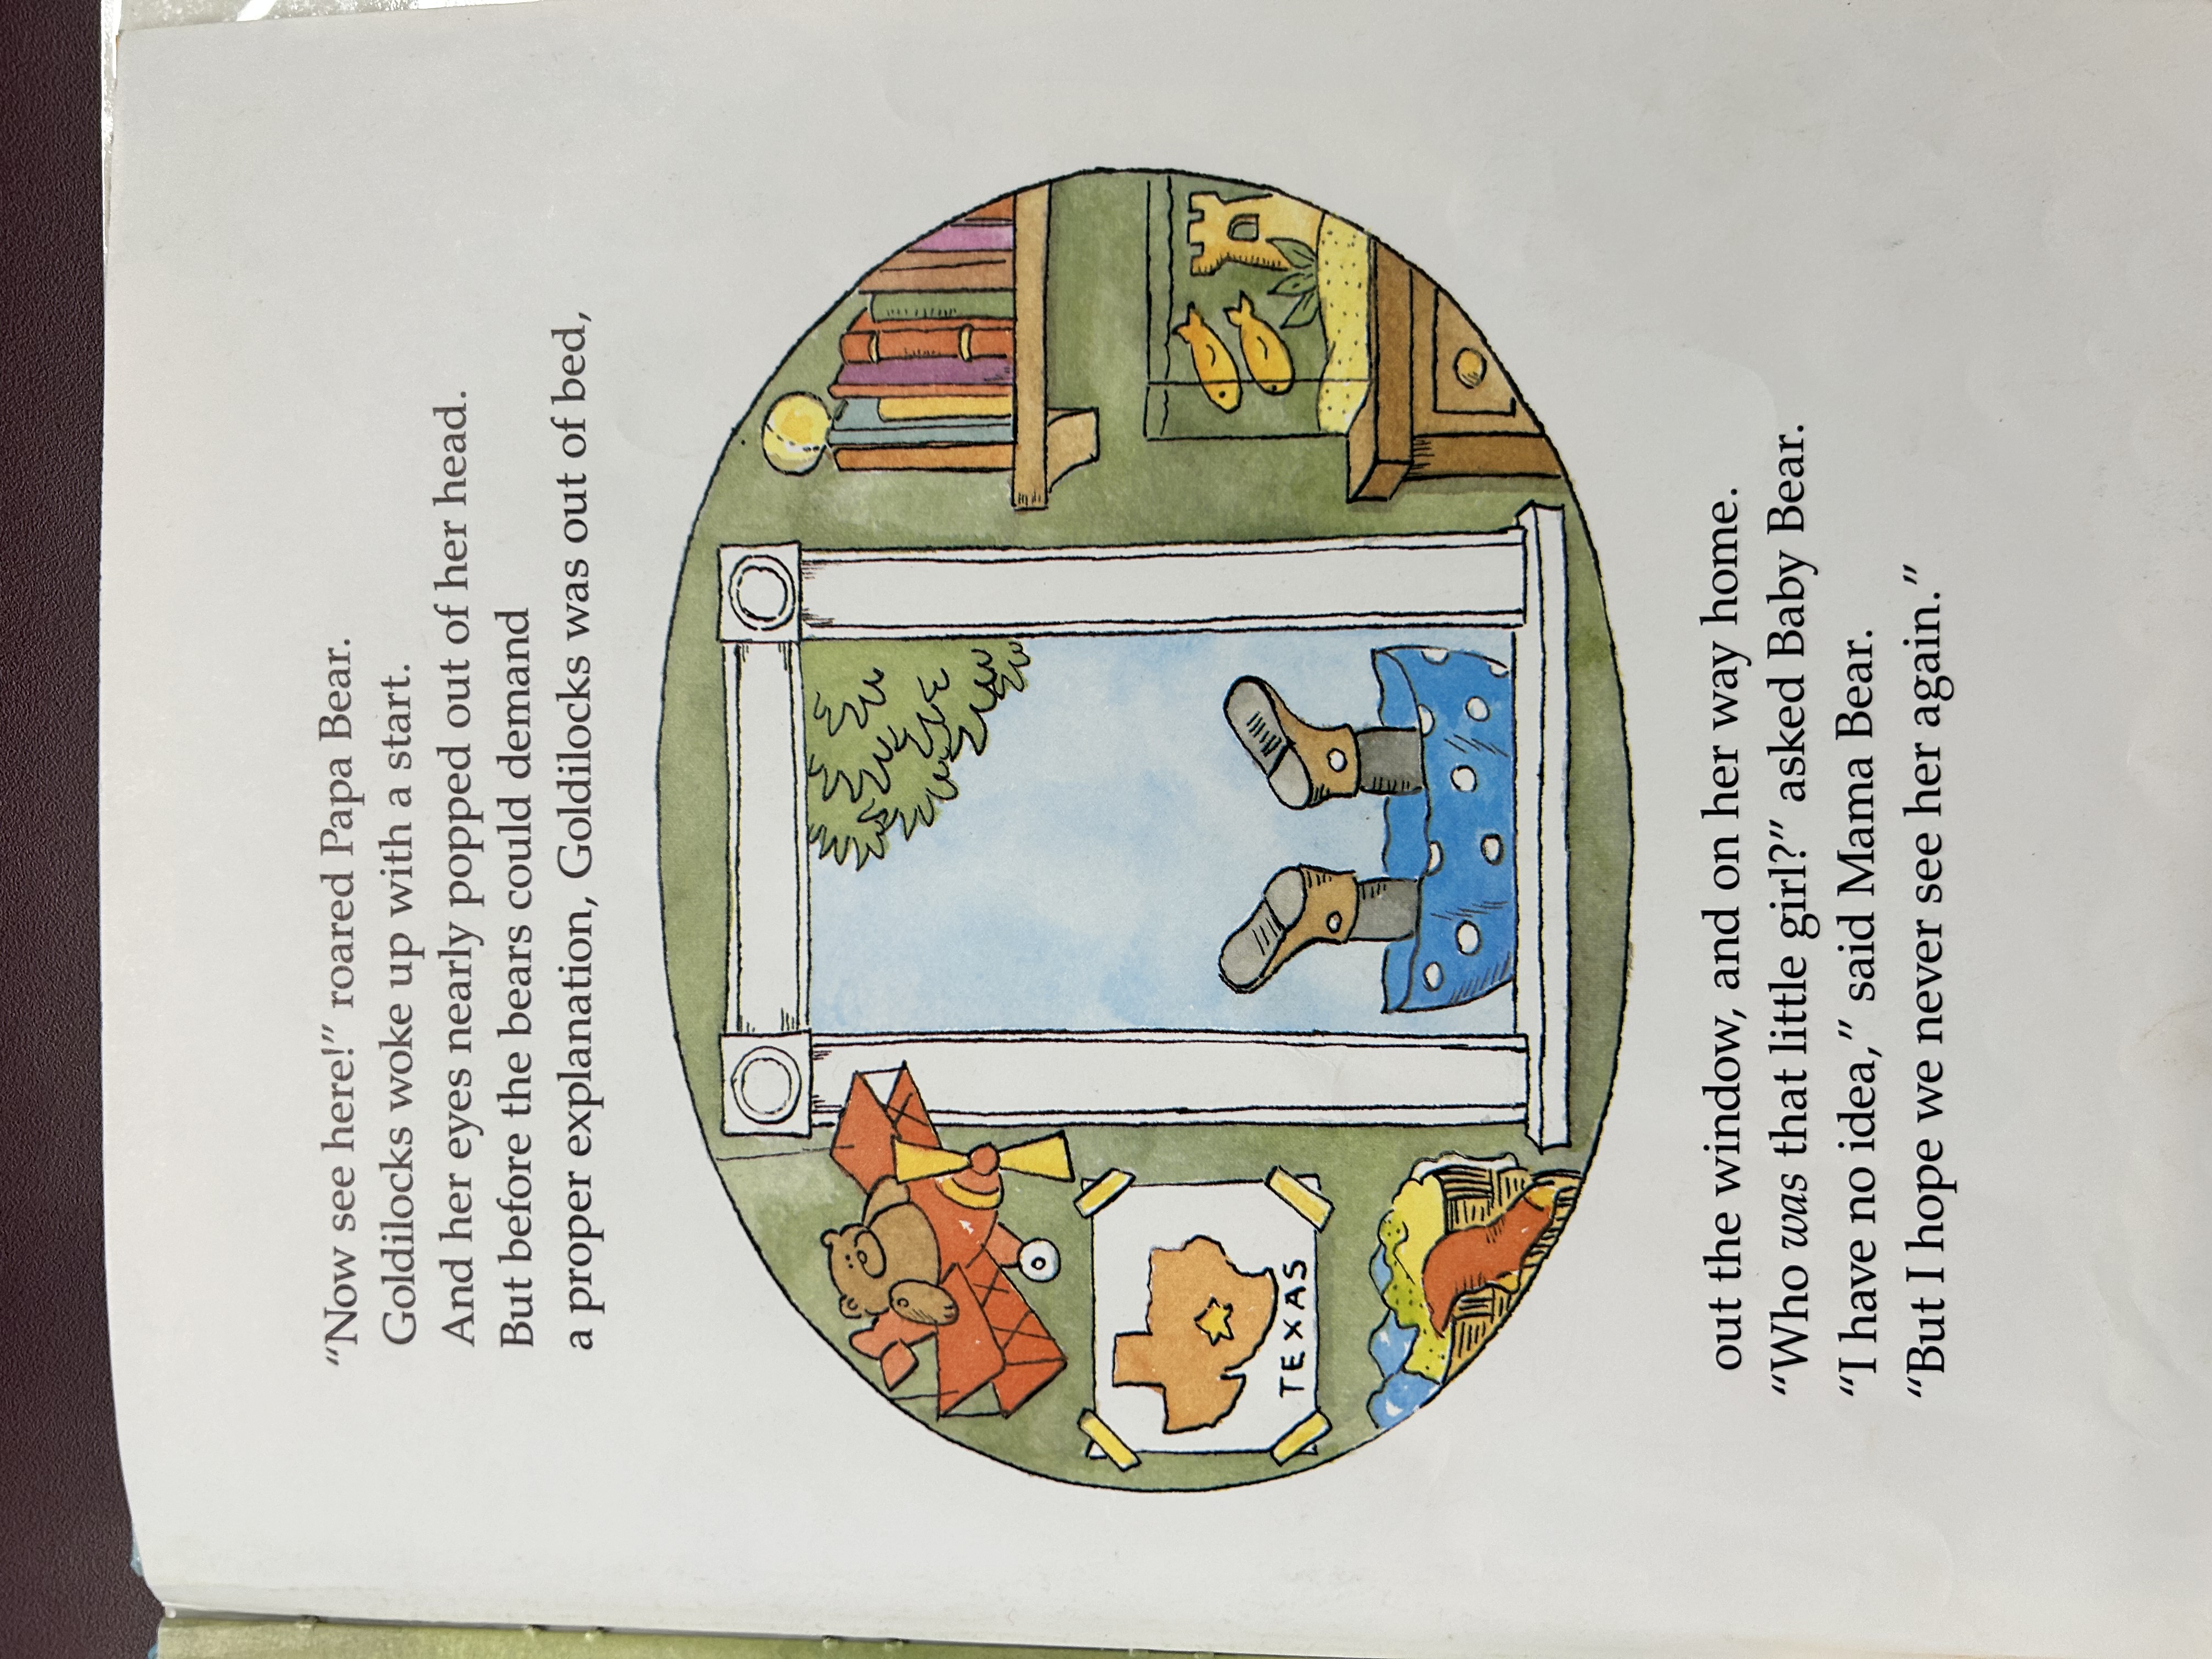 “Now see here!” roared Papa Bear.
Goldilocks woke up with a start.
And her eyes nearly popped out of her head.
But before the bears could demand
a proper explanation, Goldilocks was out of bed,
TEXAS
out the window, and on her way home.
“Who was that little girl?” asked Baby Bear.
“I have no idea,” said Mama Bear.
“But I hope we never see her again.”